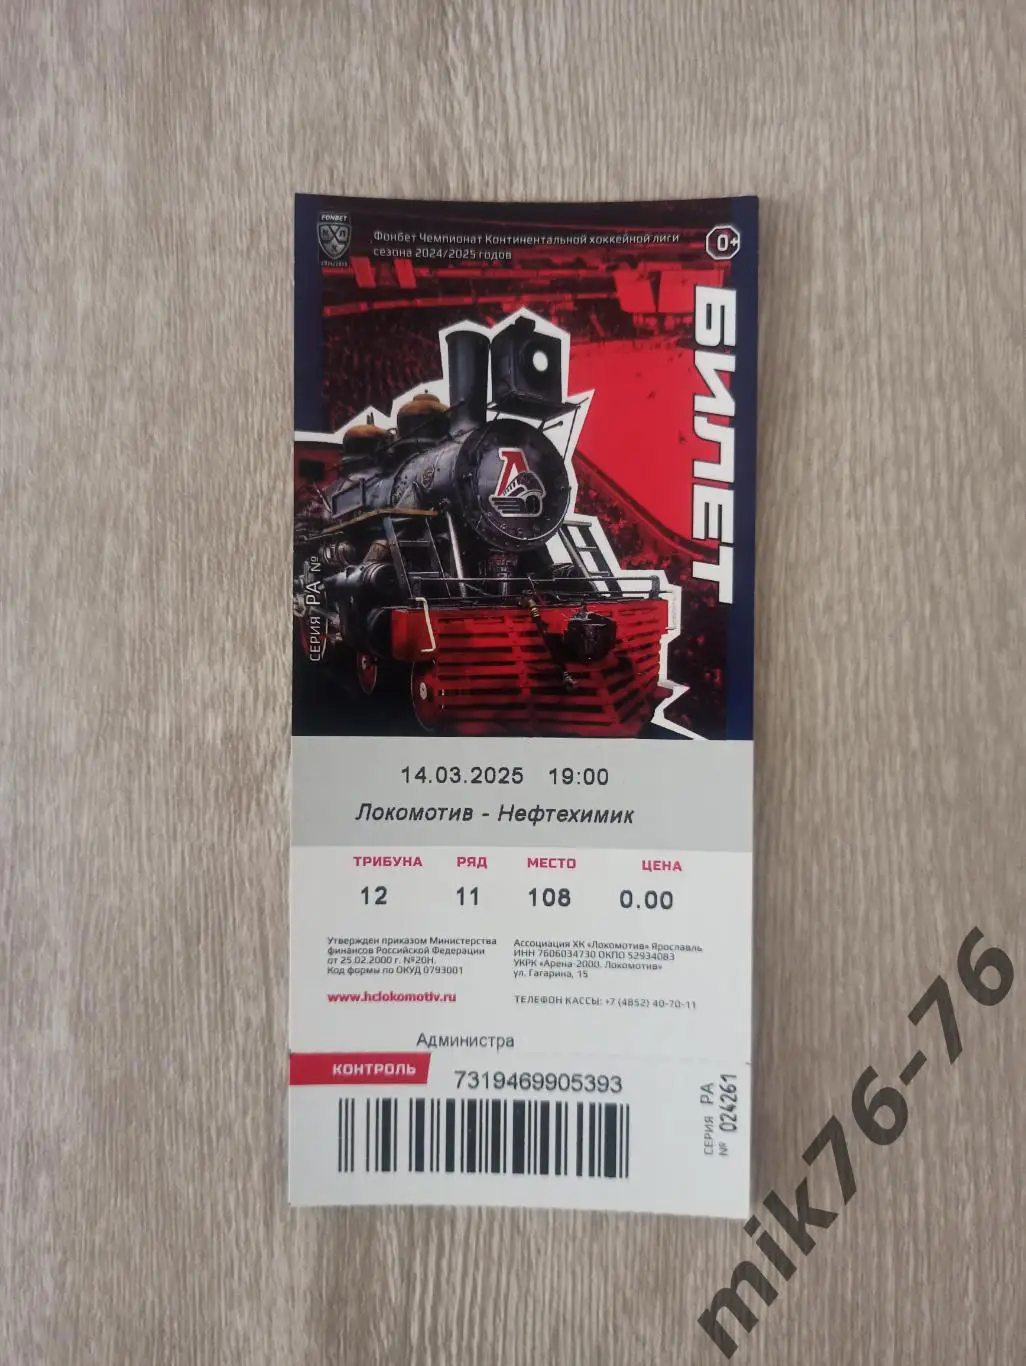 FONBET
КХЛ
2024/2025
Фонбет Чемпионат Континентальной хоккейной лиги
сезона 2024/2025 годов
0+
БИЛЕТ
СЕРИЯ РА №
14.03.2025 19:00
Локомотив - Нефтехимик
ТРИБУНА РЯД МЕСТО ЦЕНА
12 11 108 0.00
Утвержден приказом Министерства
финансов Российской Федерации
от 25.02.2000 г. №20Н.
Код формы по ОКУД 0793001
www.hclokomotiv.ru
Ассоциация ХК «Локомотив» Ярославль
ИНН 7606034730 ОКПО 52934083
УКРК «Арена-2000. Локомотив»
ул. Гагарина, 15
ТЕЛЕФОН КАССЫ: +7 (4852) 40-70-11
Администра
КОНТРОЛЬ
7319469905393
СЕРИЯ РА
№ 024261
mik76-76